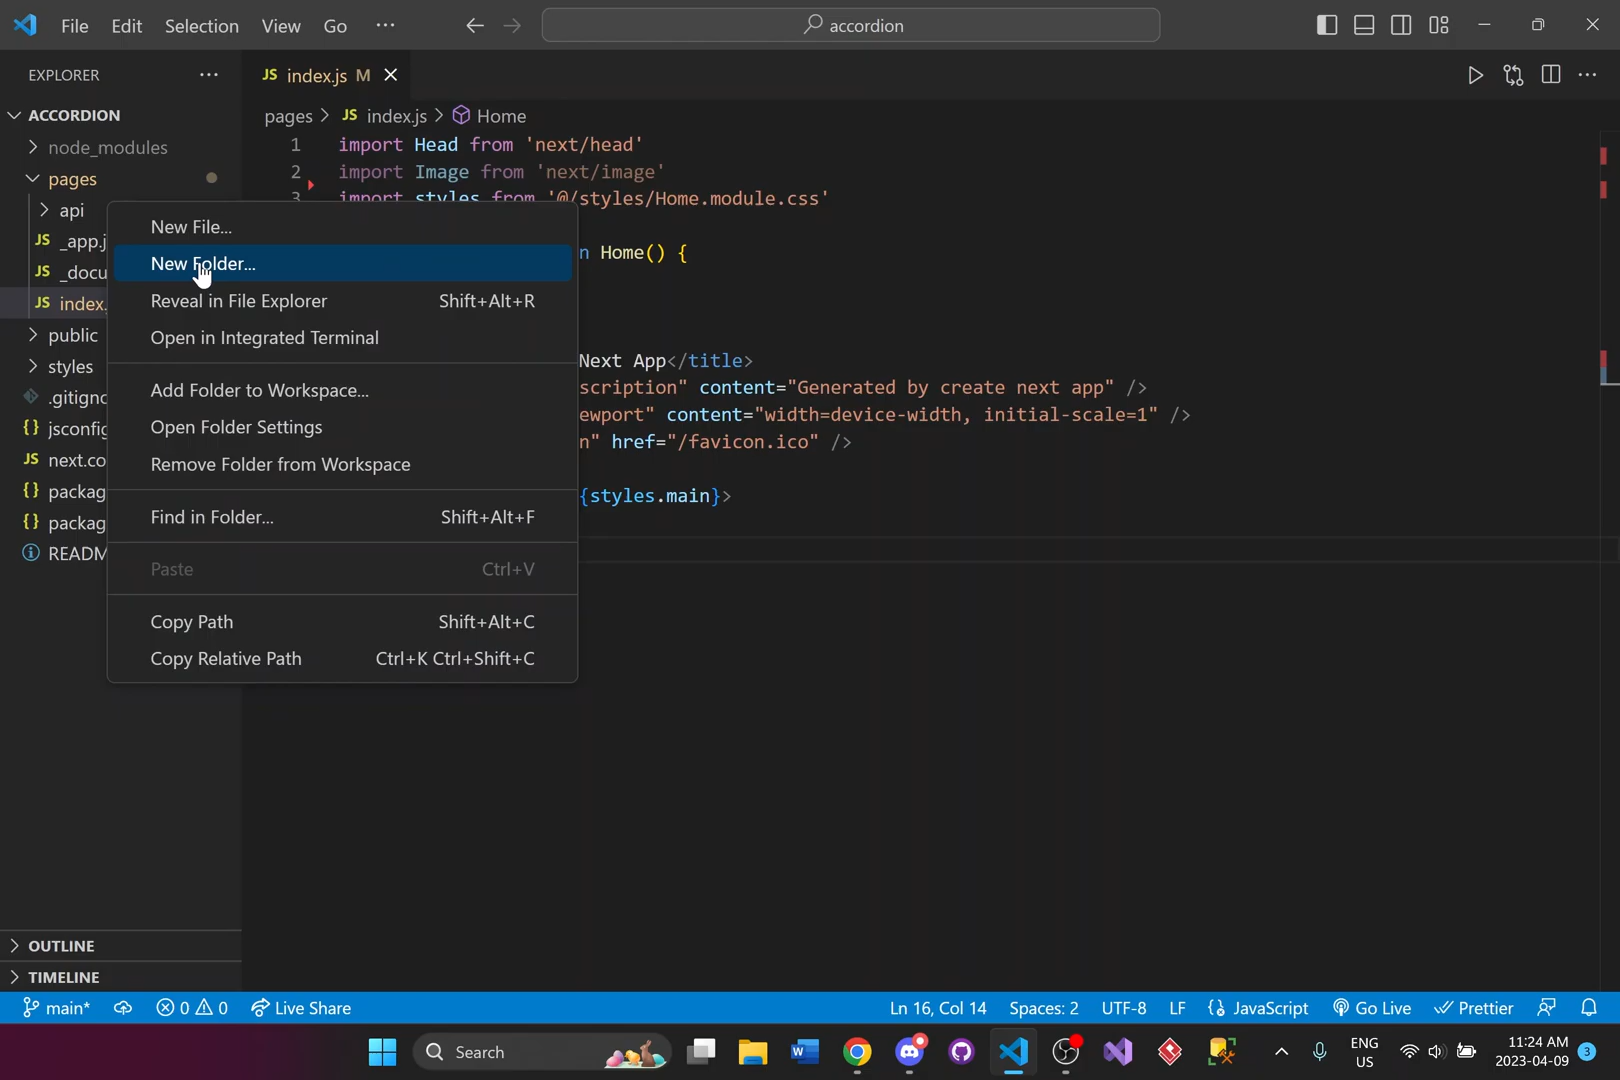 File Edit Selection View Go ···
accordion
EXPLORER ···
JS index.js M
ACCORDION
pages > JS index.js > Home
node_modules
1 import Head from 'next/head'
pages
2 import Image from 'next/image'
3 import styles from '@/styles/Home.module.css'
api
New File...
JS _app.j
n Home() {
New Folder...
JS _docu
Reveal in File Explorer Shift+Alt+R
JS index.
public
Open in Integrated Terminal
styles
Next App</title>
Add Folder to Workspace...
scription" content="Generated by create next app" />
.gitigno
ewport" content="width=device-width, initial-scale=1" />
Open Folder Settings
{} jsconfig
n" href="/favicon.ico" />
Remove Folder from Workspace
JS next.co
{} packag
{styles.main}>
Find in Folder... Shift+Alt+F
{} packag
READM
Paste Ctrl+V
Copy Path Shift+Alt+C
Copy Relative Path Ctrl+K Ctrl+Shift+C
OUTLINE
TIMELINE
main* 0 0 Live Share Ln 16, Col 14 Spaces: 2 UTF-8 LF {} JavaScript Go Live Prettier
Search
ENG
US
11:24 AM
2023-04-09
3